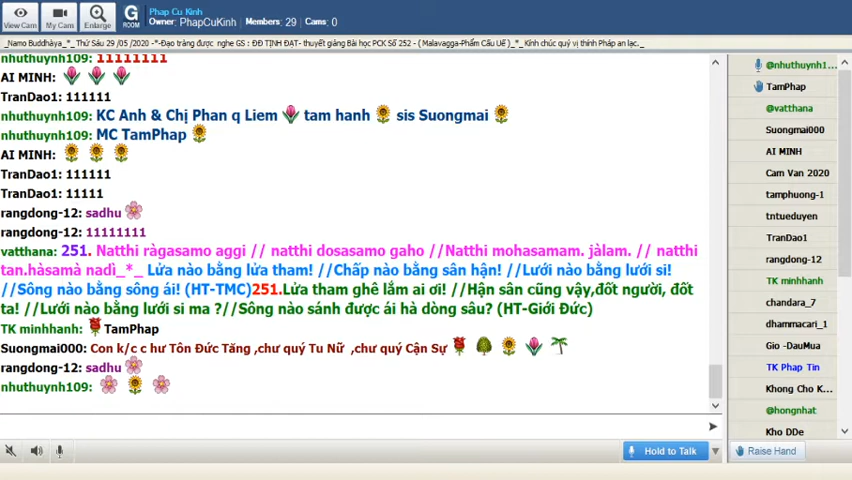 Phap Cu Kinh
Owner: PhapCuKinh Members: 29 Cams: 0
View Cam
My Cam
Enlarge
G
ROOM
_Namo Buddhàya_*_ Thứ Sáu 29 /05 /2020 -*-Đạo tràng được nghe GS : ĐĐ TỊNH ĐẠT- thuyết giảng Bài học PCK Số 252 - ( Malavagga-Phẩm Cấu Uế )_*_ Kính chúc quý vị thính Pháp an lạc._
nhuthuynh109: 11111111
AI MINH:
TranDao1: 111111
nhuthuynh109: KC Anh & Chị Phan q Liem tam hanh sis Suongmai
nhuthuynh109: MC TamPhap
AI MINH:
TranDao1: 111111
TranDao1: 11111
rangdong-12: sadhu
rangdong-12: 11111111
vatthana: 251. Natthi ràgasamo aggi // natthi dosasamo gaho //Natthi mohasamam. jàlam. // natthi
tan.hàsamà nadì_*_ Lửa nào bằng lửa tham! //Chấp nào bằng sân hận! //Lưới nào bằng lưới si!
//Sông nào bằng sông ái! (HT-TMC)251.Lửa tham ghê lắm ai ơi! //Hận sân cũng vậy,đốt người, đốt
ta! //Lưới nào bằng lưới si ma ?//Sông nào sánh được ái hà dòng sâu? (HT-Giới Đức)
TK minhhanh: TamPhap
Suongmai000: Con k/c c hư Tôn Đức Tăng ,chư quý Tu Nữ ,chư quý Cận Sự
rangdong-12: sadhu
nhuthuynh109:
Hold to Talk
@nhuthuynh1...
TamPhap
@vatthana
Suongmai000
AI MINH
Cam Van 2020
tamphuong-1
tntueduyen
TranDao1
rangdong-12
TK minhhanh
chandara_7
dhammacari_1
Gio -DauMua
TK Phap Tin
Khong Cho K...
@hongnhat
Kho DDe
Raise Hand